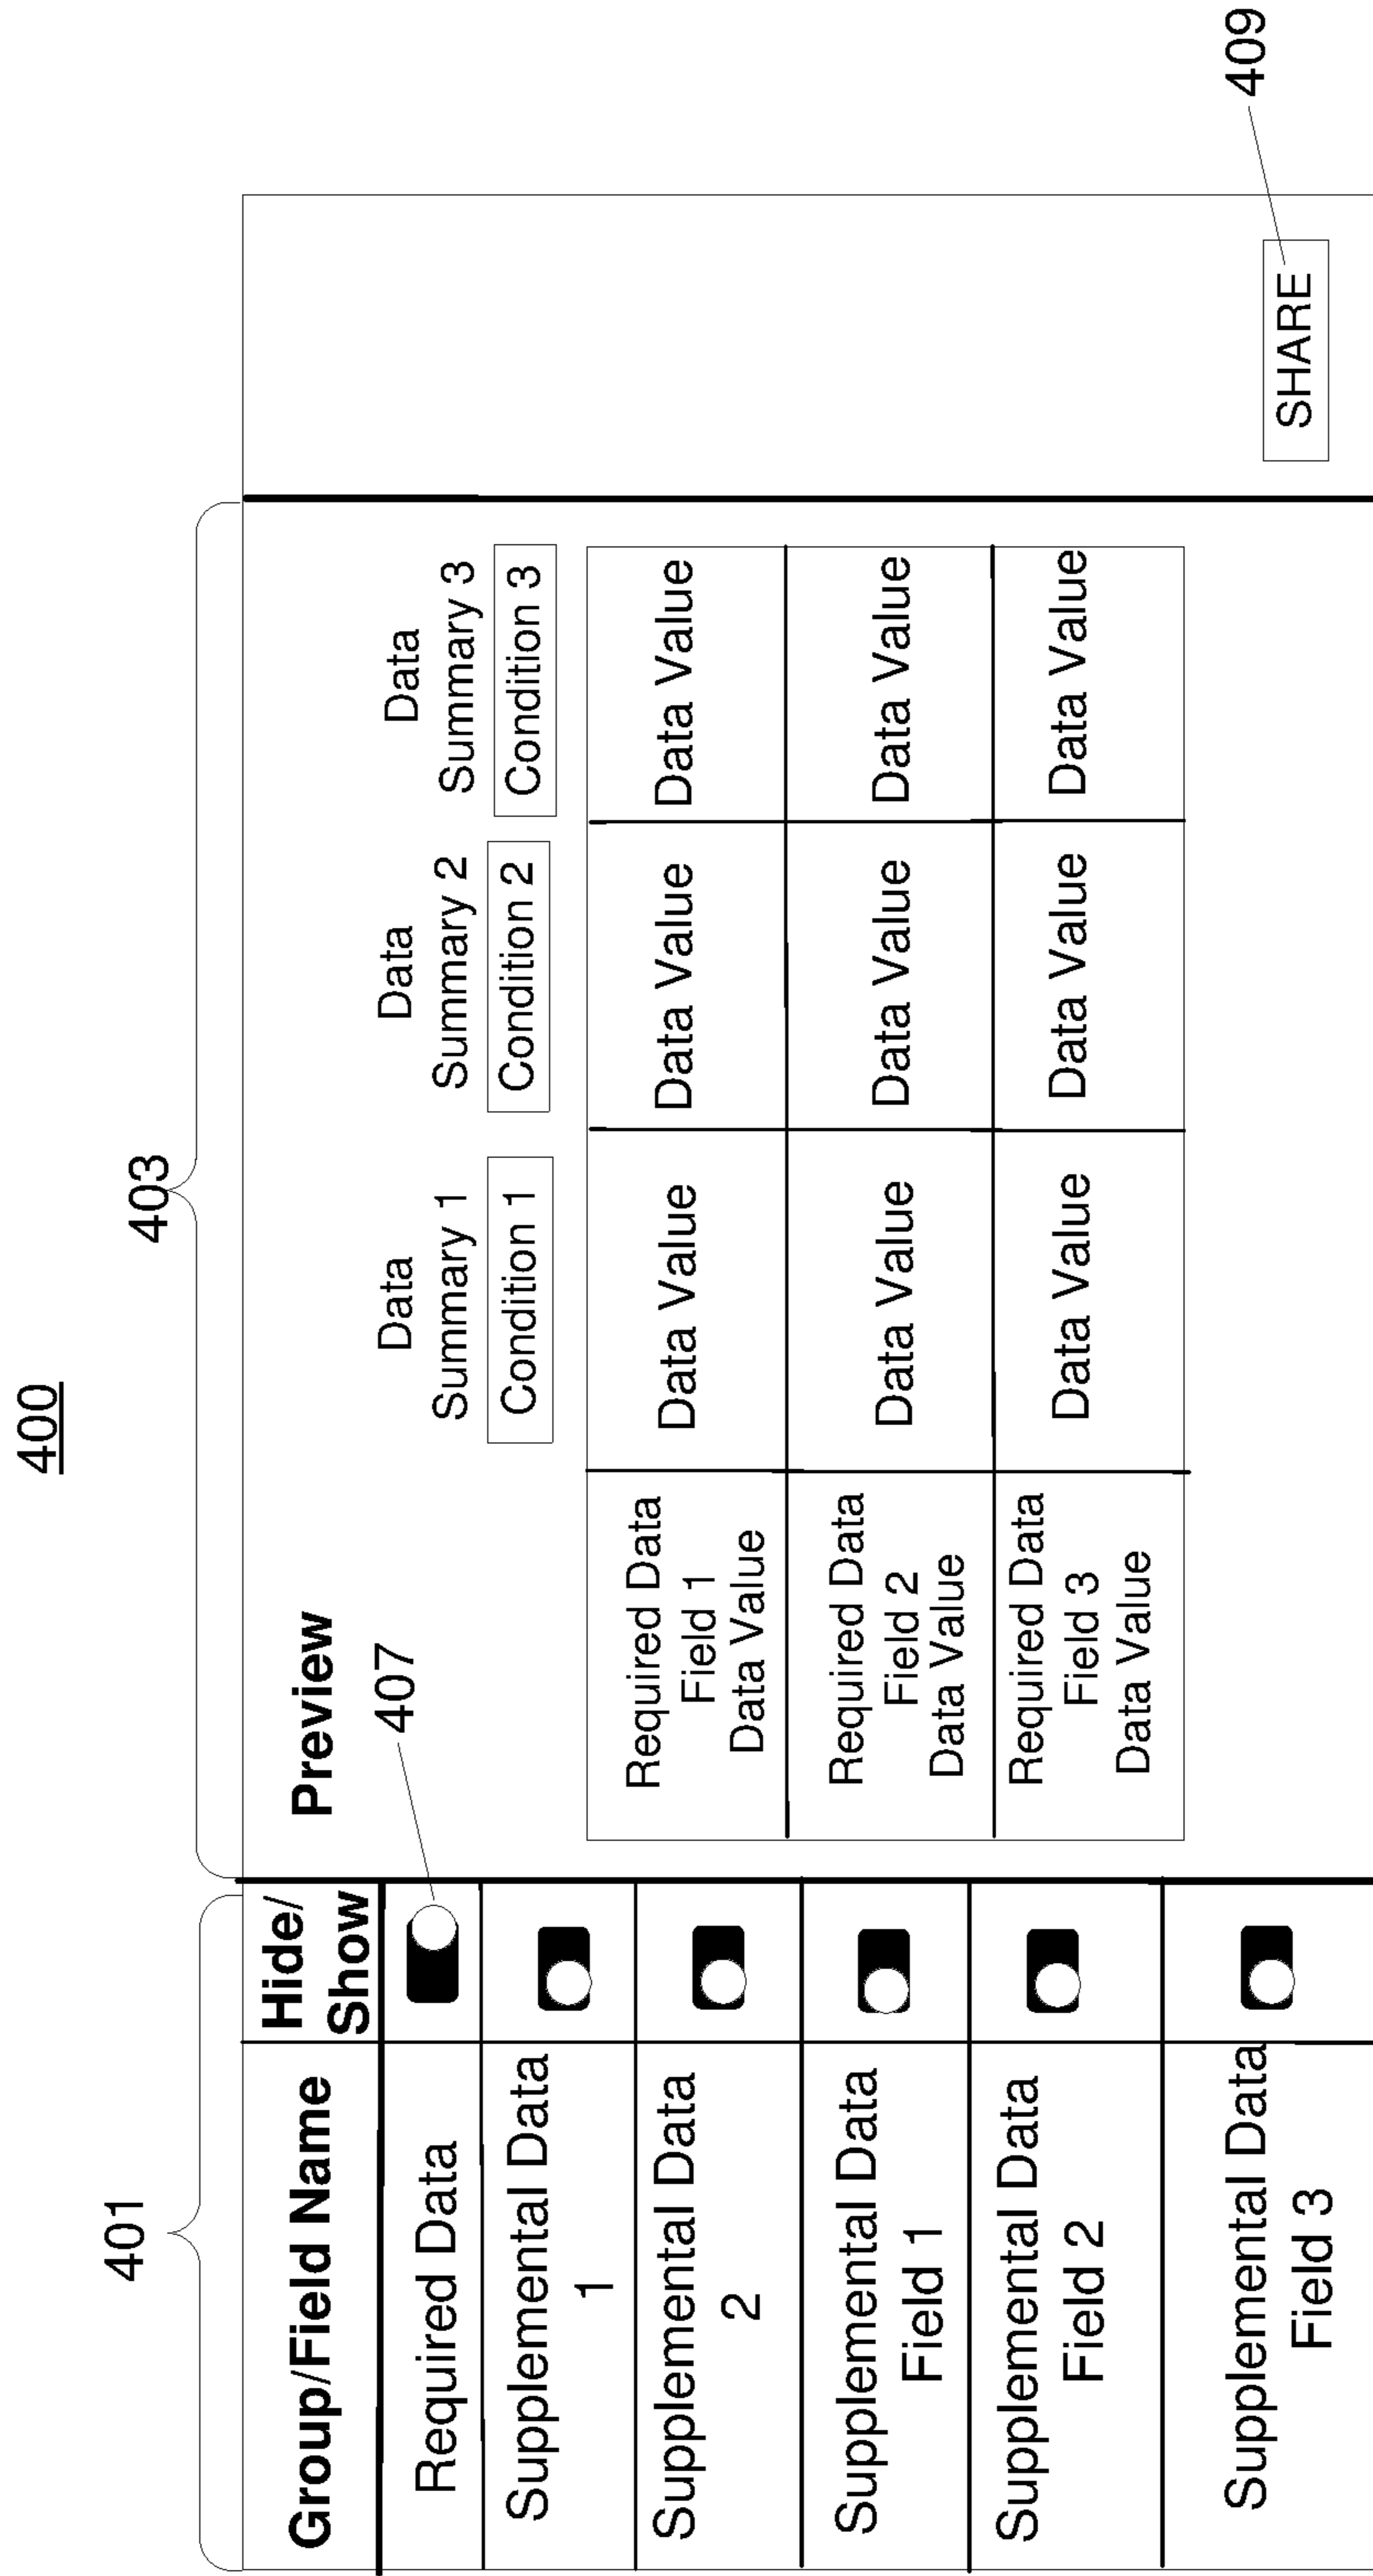 400
401
403
Group/Field Name
Hide/
Show
Required Data
Supplemental Data
1
Supplemental Data
2
Supplemental Data
Field 1
Supplemental Data
Field 2
Supplemental Data
Field 3
Preview
407
Data
Summary 1
Condition 1
Data
Summary 2
Condition 2
Data
Summary 3
Condition 3
Required Data
Field 1
Data Value
Data Value
Data Value
Data Value
Required Data
Field 2
Data Value
Data Value
Data Value
Data Value
Required Data
Field 3
Data Value
Data Value
Data Value
Data Value
SHARE
409